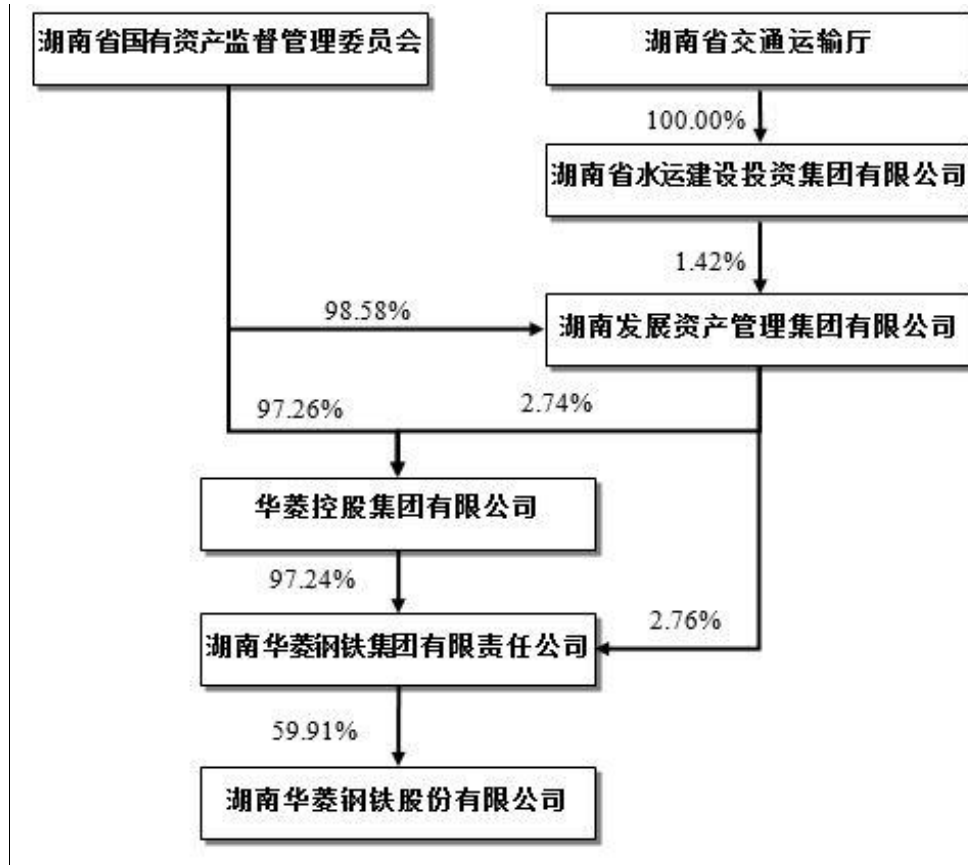 湖南省国有资产监督管理委员会
湖南省交通运输厅
100.00%
湖南省水运建设投资集团有限公司
1.42%
98.58%
湖南发展资产管理集团有限公司
97.26%
2.74%
华菱控股集团有限公司
97.24%
2.76%
湖南华菱钢铁集团有限责任公司
59.91%
湖南华菱钢铁股份有限公司